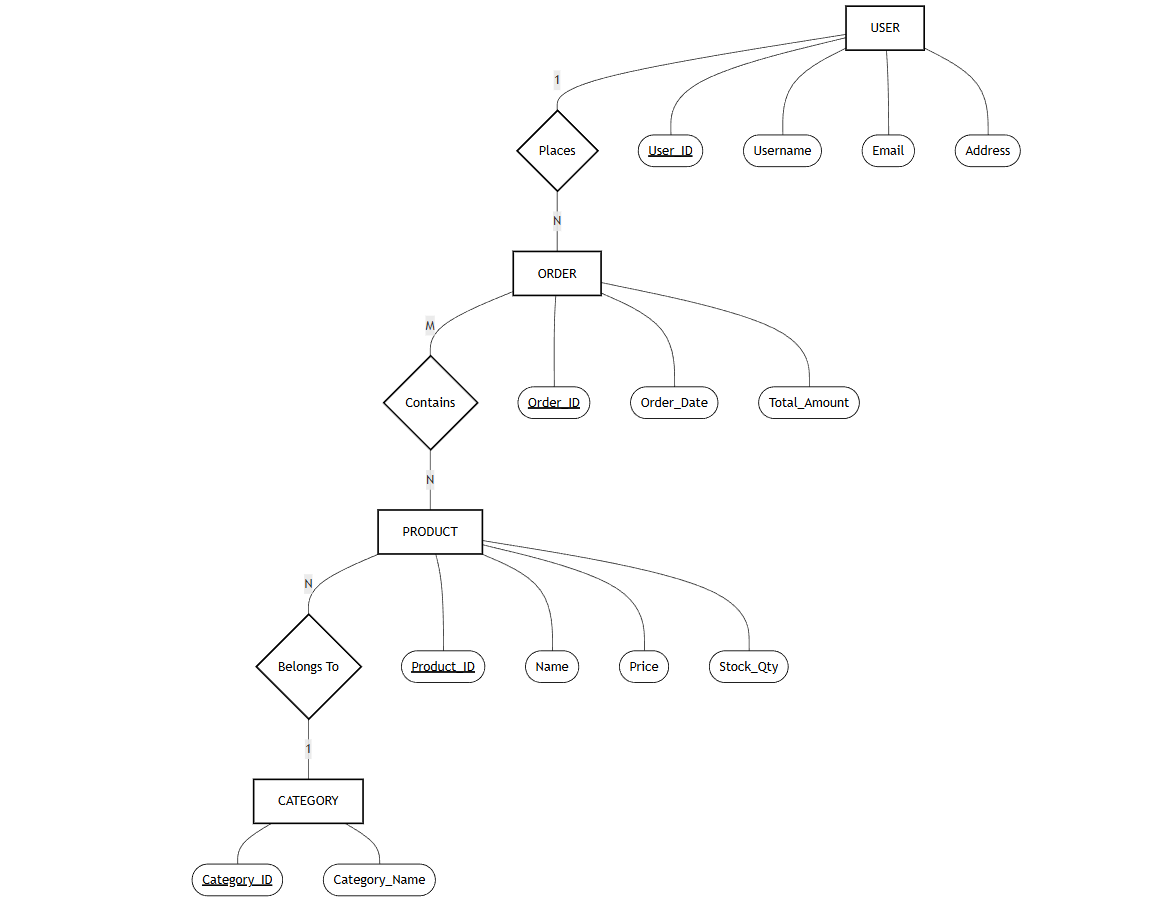 USER
1
Places
User_ID
Username
Email
Address
N
ORDER
M
Contains
Order_ID
Order_Date
Total_Amount
N
PRODUCT
N
Belongs To
Product_ID
Name
Price
Stock_Qty
1
CATEGORY
Category_ID
Category_Name